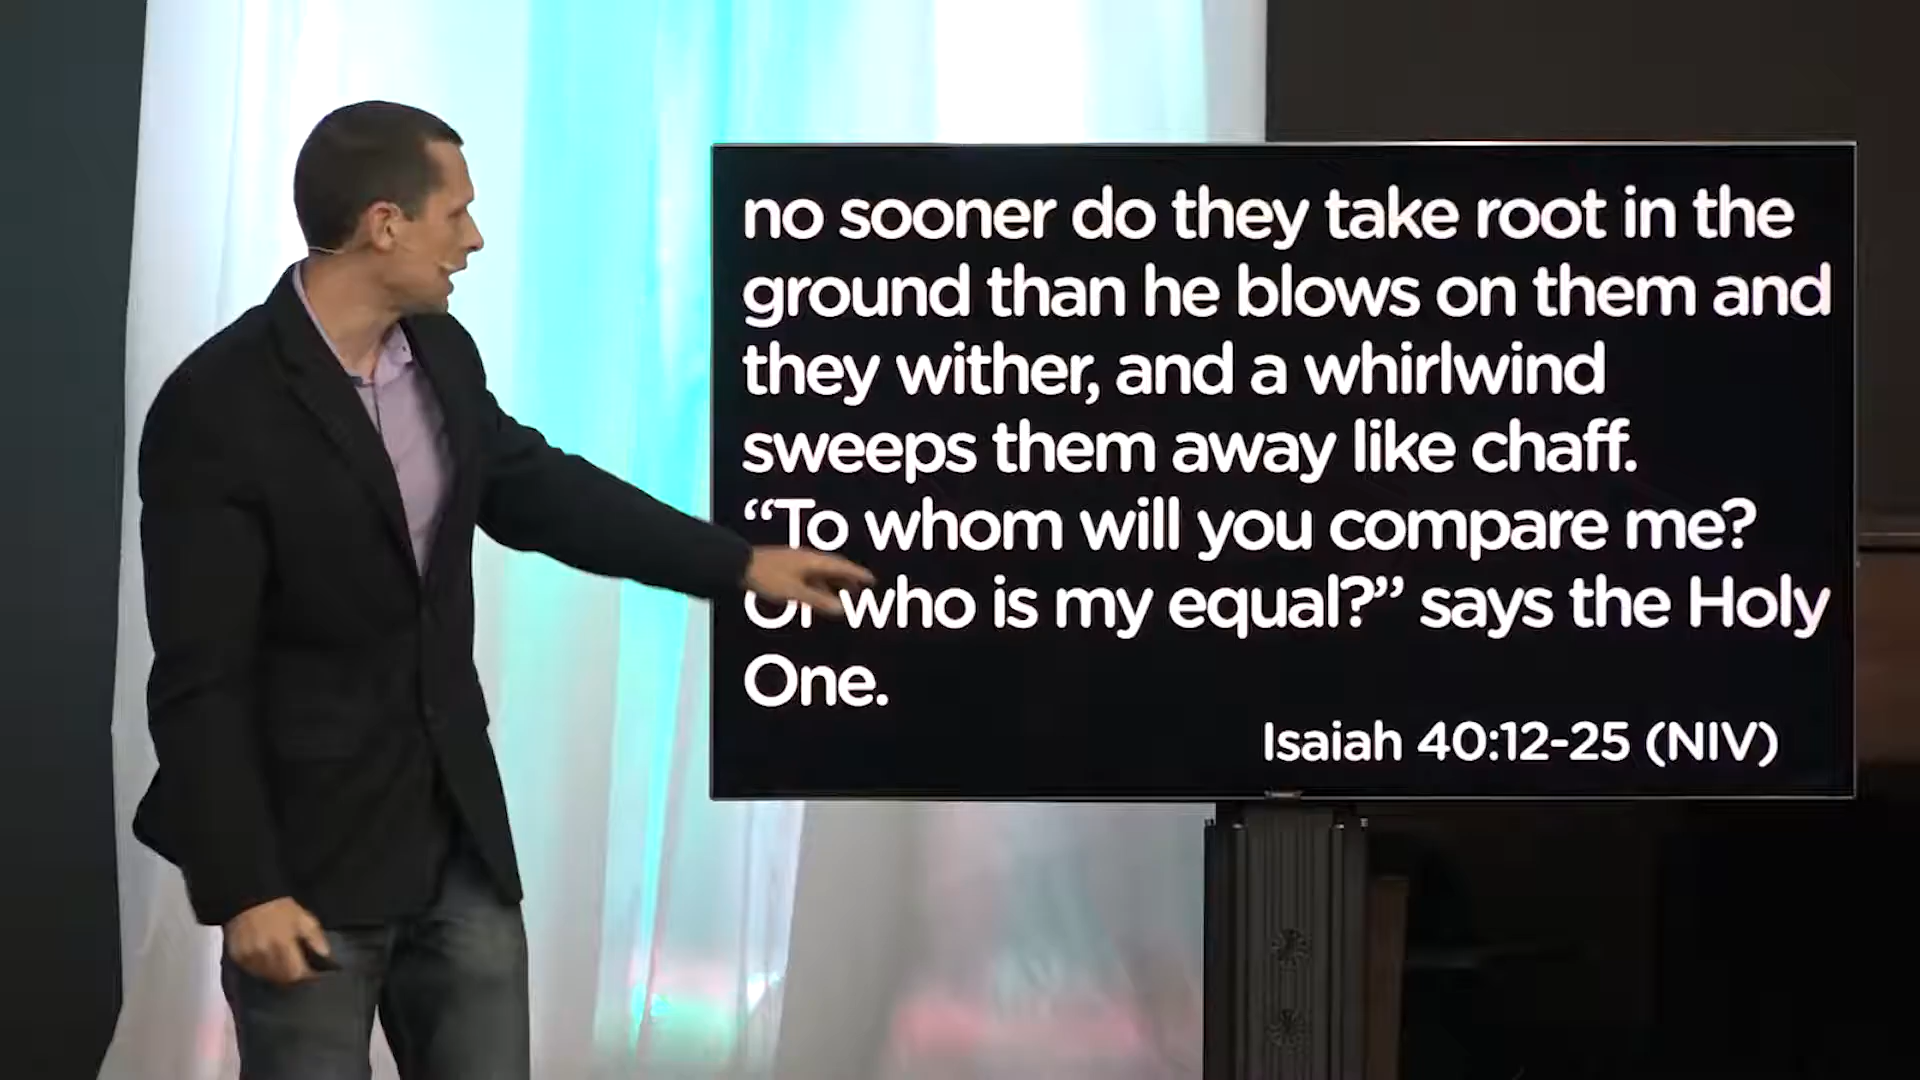 no sooner do they take root in the
ground than he blows on them and
they wither, and a whirlwind
sweeps them away like chaff.
“To whom will you compare me?
Or who is my equal?” says the Holy
One.
Isaiah 40:12-25 (NIV)